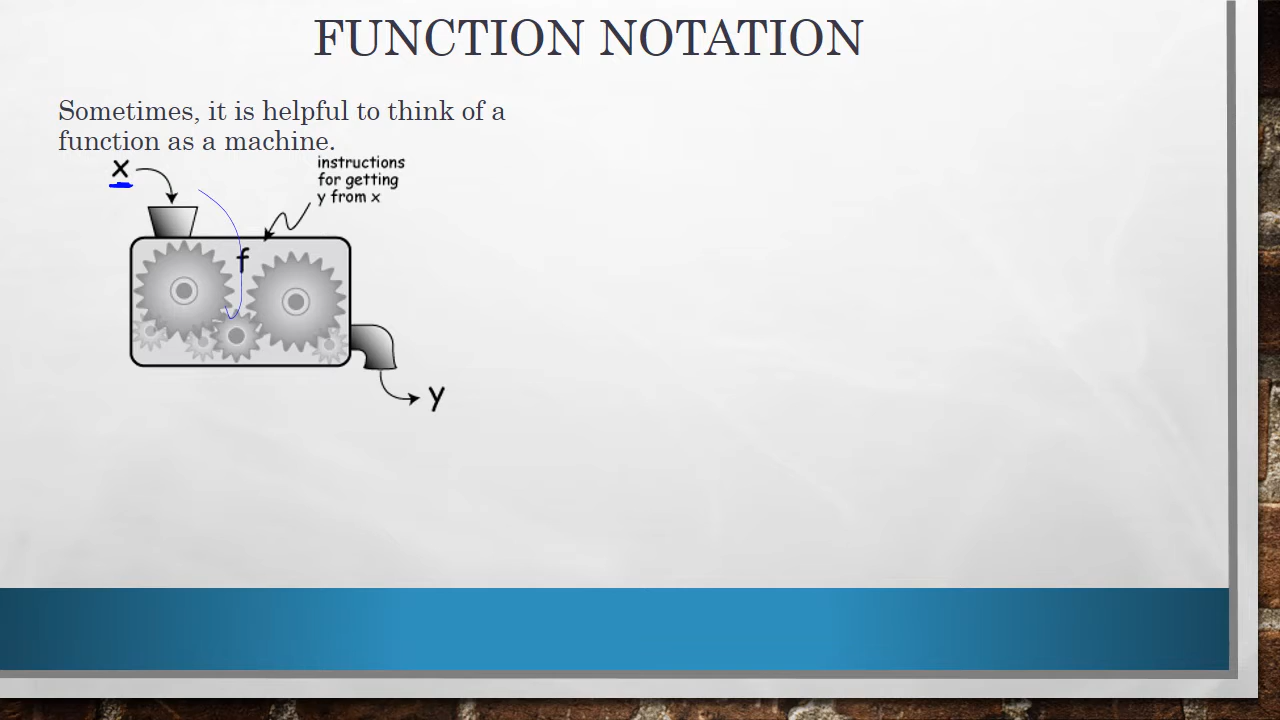 FUNCTION NOTATION
Sometimes, it is helpful to think of a
function as a machine.
x
instructions
for getting
y from x
f
y